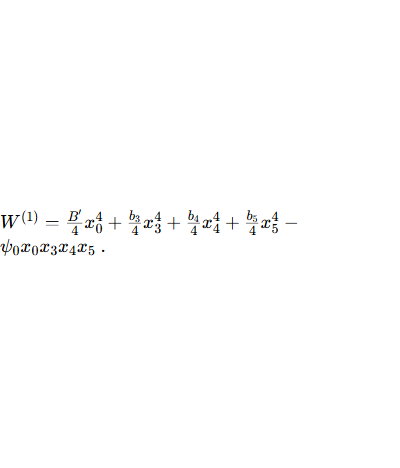 W^{(1)} = \frac{B'}{4} x_0^4 + \frac{b_3}{4} x_3^4 + \frac{b_4}{4} x_4^4 + \frac{b_5}{4} x_5^4 −
ψ_0 x_0 x_3 x_4 x_5 .